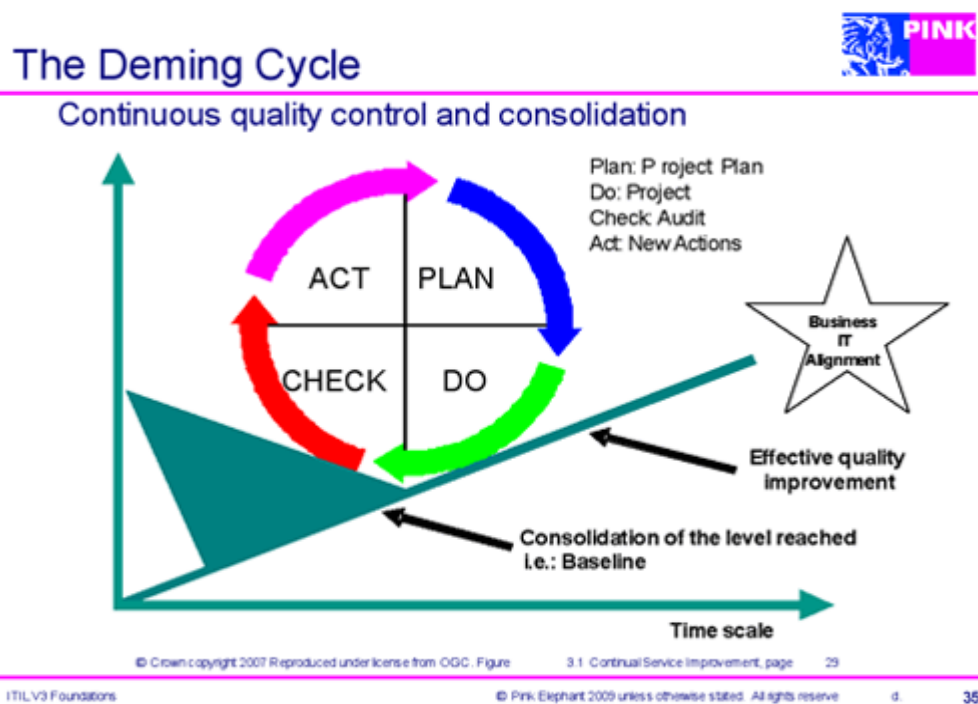 PINK
The Deming Cycle
Continuous quality control and consolidation
Plan: P roject Plan
Do: Project
Check: Audit
Act: New Actions
ACT
PLAN
CHECK
DO
Business
IT
Alignment
Effective quality
improvement
Consolidation of the level reached
i.e.: Baseline
Time scale
© Crown copyright 2007 Reproduced under license from OGC. Figure 3.1 Continual Service Improvement, page 29
ITIL V3 Foundations
© Pink Elephant 2009 unless otherwise stated. All rights reserve d.
35